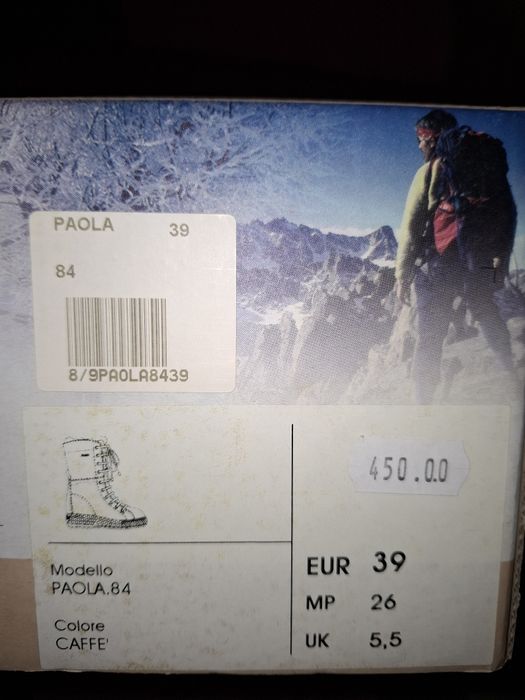 PAOLA 39
84
8/9PAOLA8439
450.00
Modello
PAOLA.84
Colore
CAFFE'
EUR 39
MP 26
UK 5,5